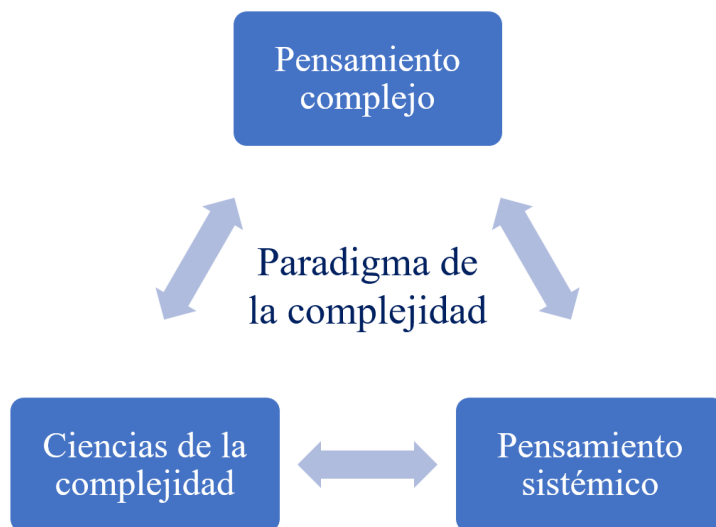 Pensamiento
complejo
Paradigma de
la complejidad
Ciencias de la
complejidad
Pensamiento
sistémico